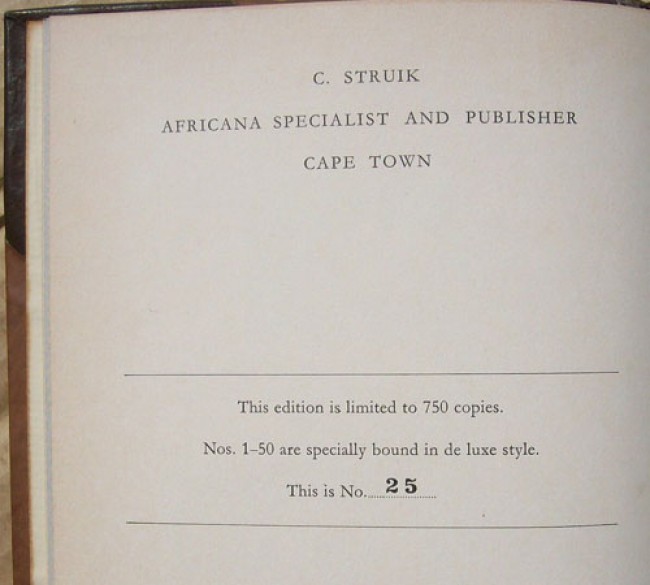 C. STRUIK
AFRICANA SPECIALIST AND PUBLISHER
CAPE TOWN
This edition is limited to 750 copies.
Nos. 1–50 are specially bound in de luxe style.
This is No. 25